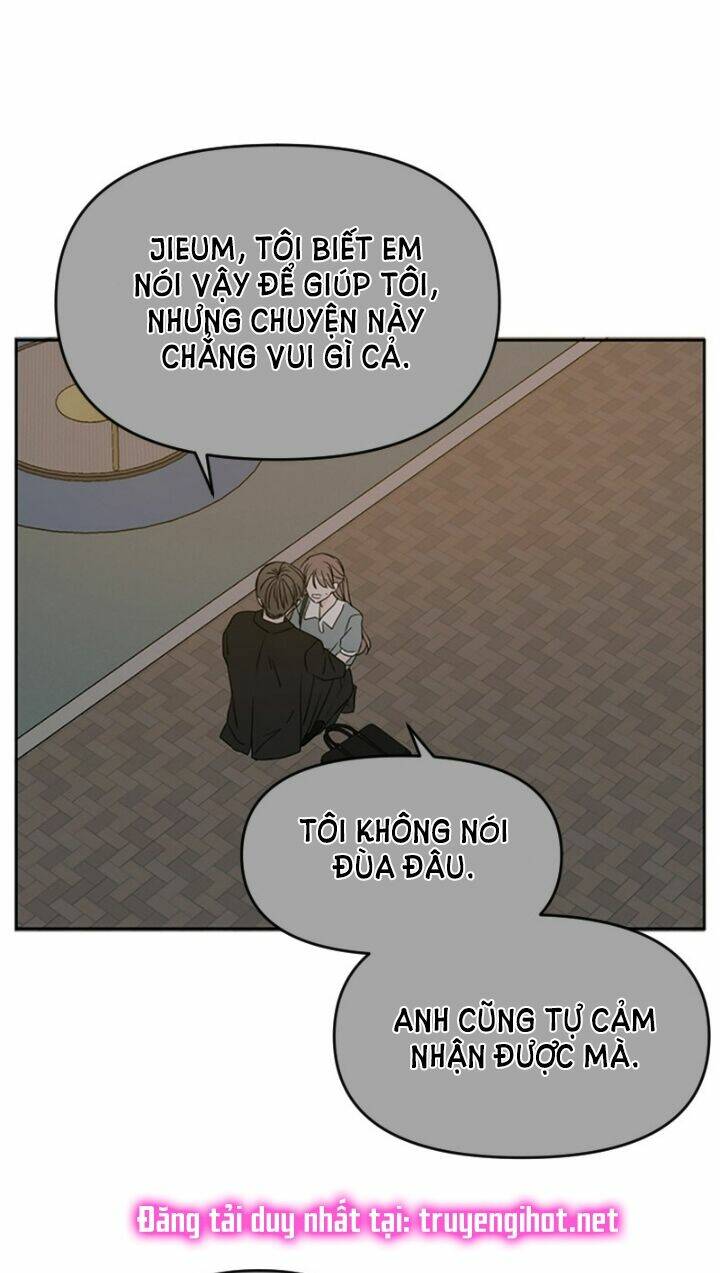 JIEUM, TÔI BIẾT EM
NÓI VẬY ĐỂ GIÚP TÔI,
NHƯNG CHUYỆN NÀY
CHẲNG VUI GÌ CẢ.
TÔI KHÔNG NÓI
ĐÙA ĐÂU.
ANH CŨNG TỰ CẢM
NHẬN ĐƯỢC MÀ.
Đăng tải duy nhất tại: truyengihot.net